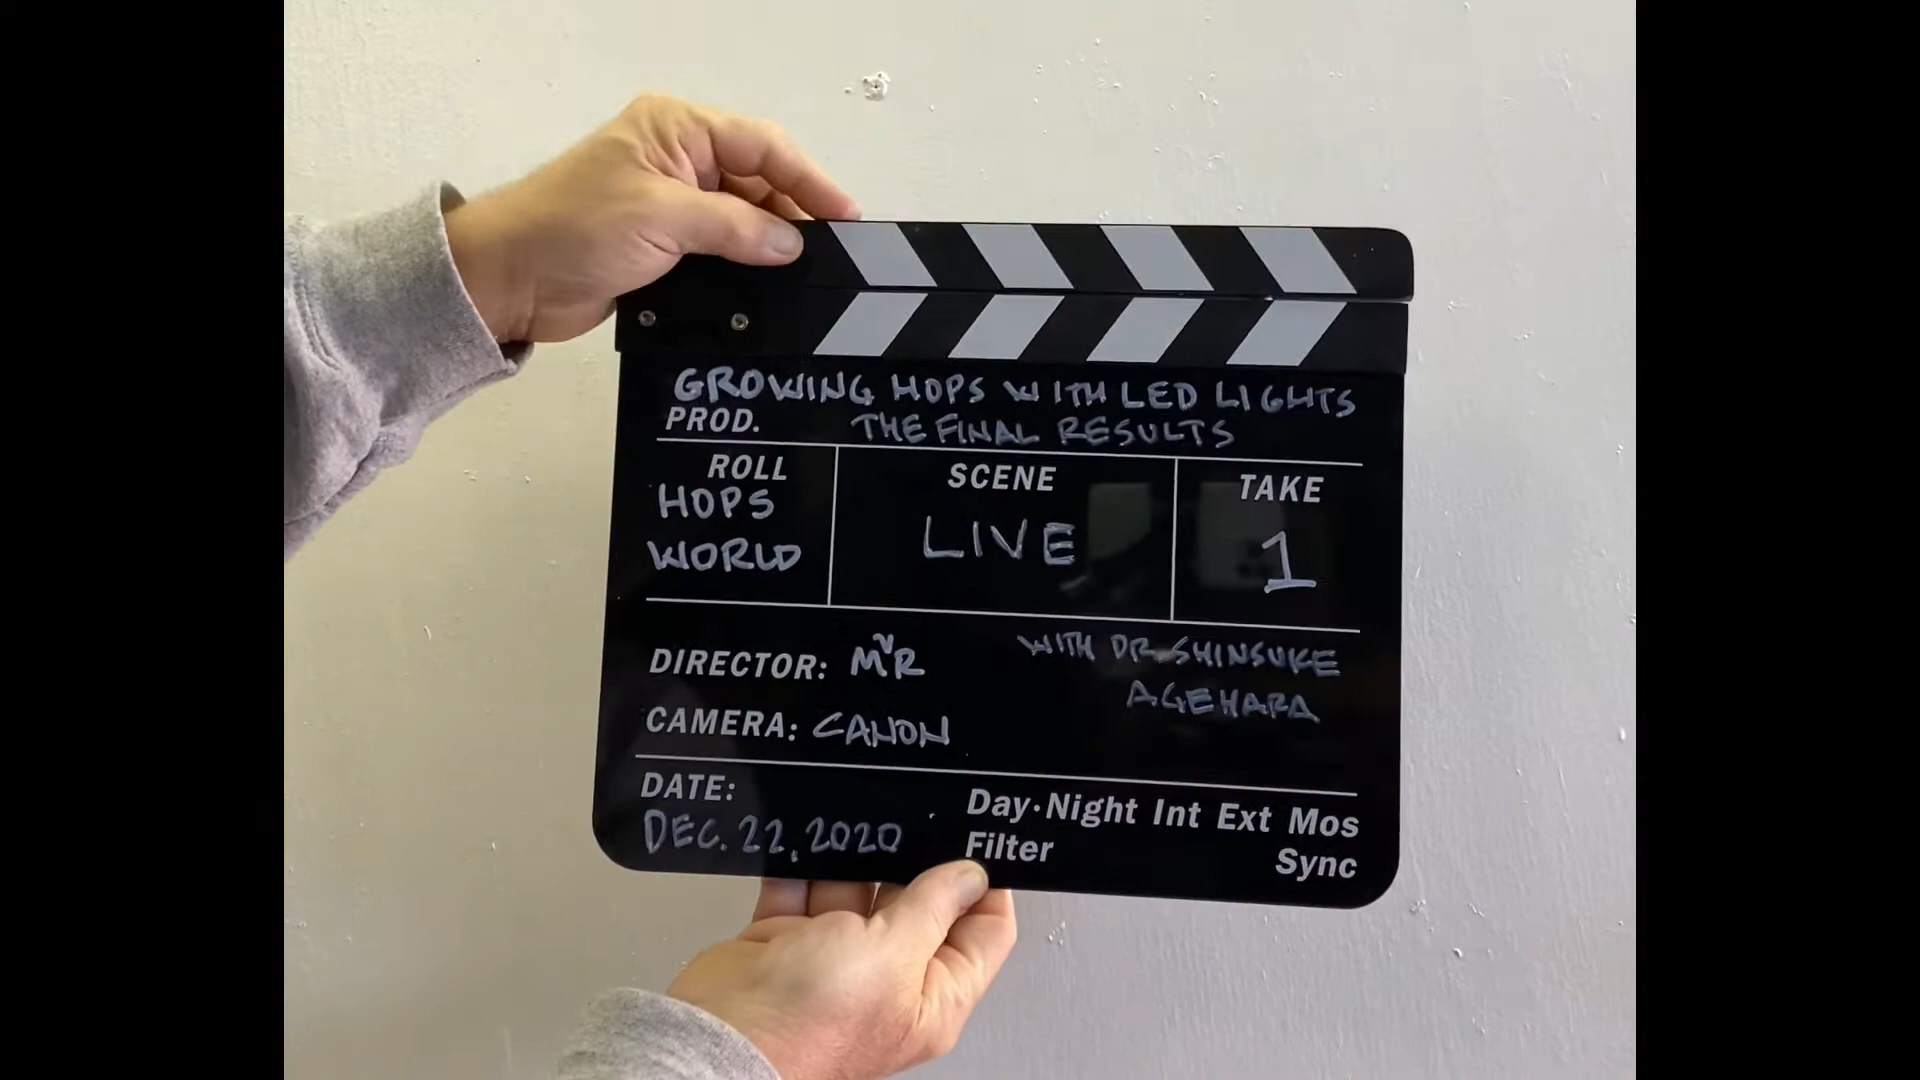 GROWING HOPS WITH LED LIGHTS
PROD. THE FINAL RESULTS
ROLL
HOPS
WORLD
SCENE
LIVE
TAKE
1
DIRECTOR: MVR
CAMERA: CANON
WITH DR. SHINSUKE
AGEHARA
DATE:
DEC. 22, 2020
Day·Night Int Ext Mos
Filter Sync